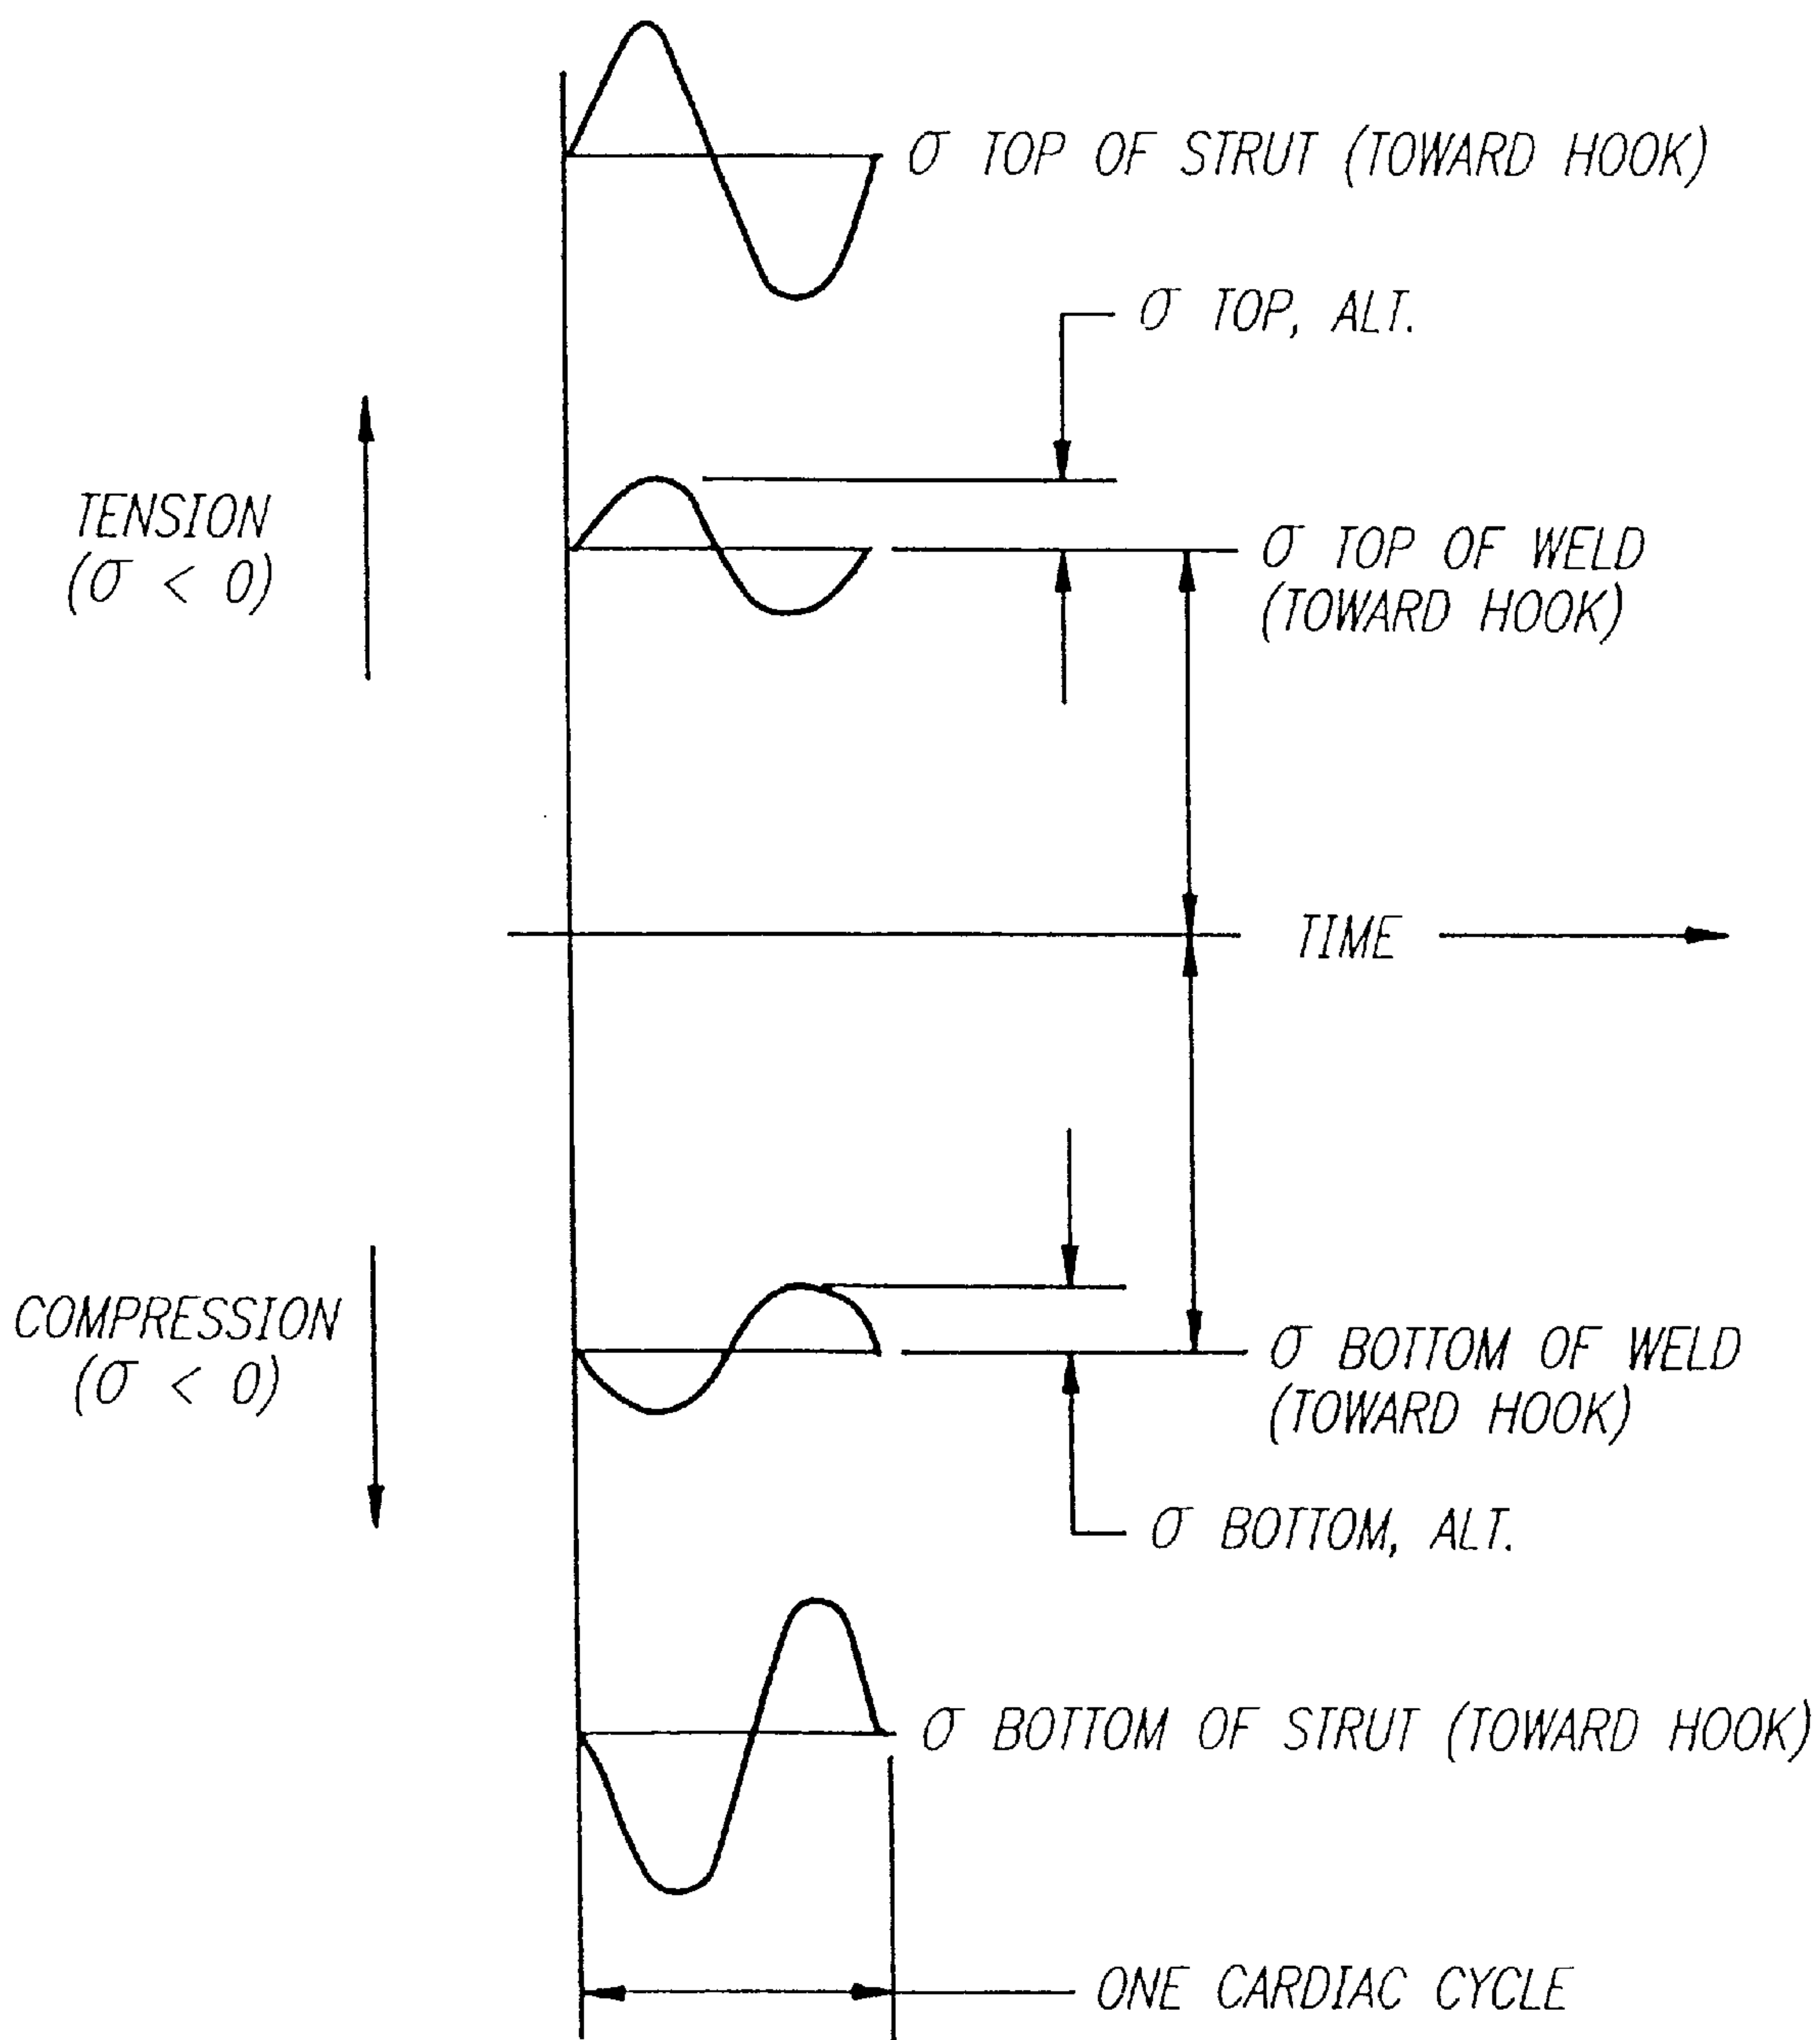 σ TOP OF STRUT (TOWARD HOOK)
σ TOP, ALT.
TENSION
(σ < 0)
σ TOP OF WELD
(TOWARD HOOK)
TIME
COMPRESSION
(σ < 0)
σ BOTTOM OF WELD
(TOWARD HOOK)
σ BOTTOM, ALT.
σ BOTTOM OF STRUT (TOWARD HOOK)
ONE CARDIAC CYCLE